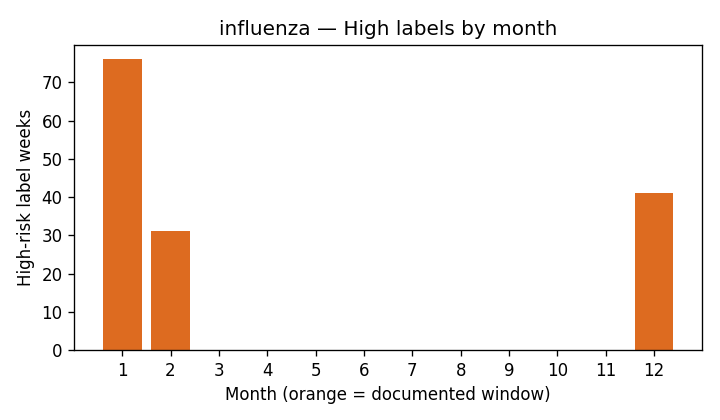 influenza — High labels by month
High-risk label weeks
70
60
50
40
30
20
10
0
1 2 3 4 5 6 7 8 9 10 11 12
Month (orange = documented window)